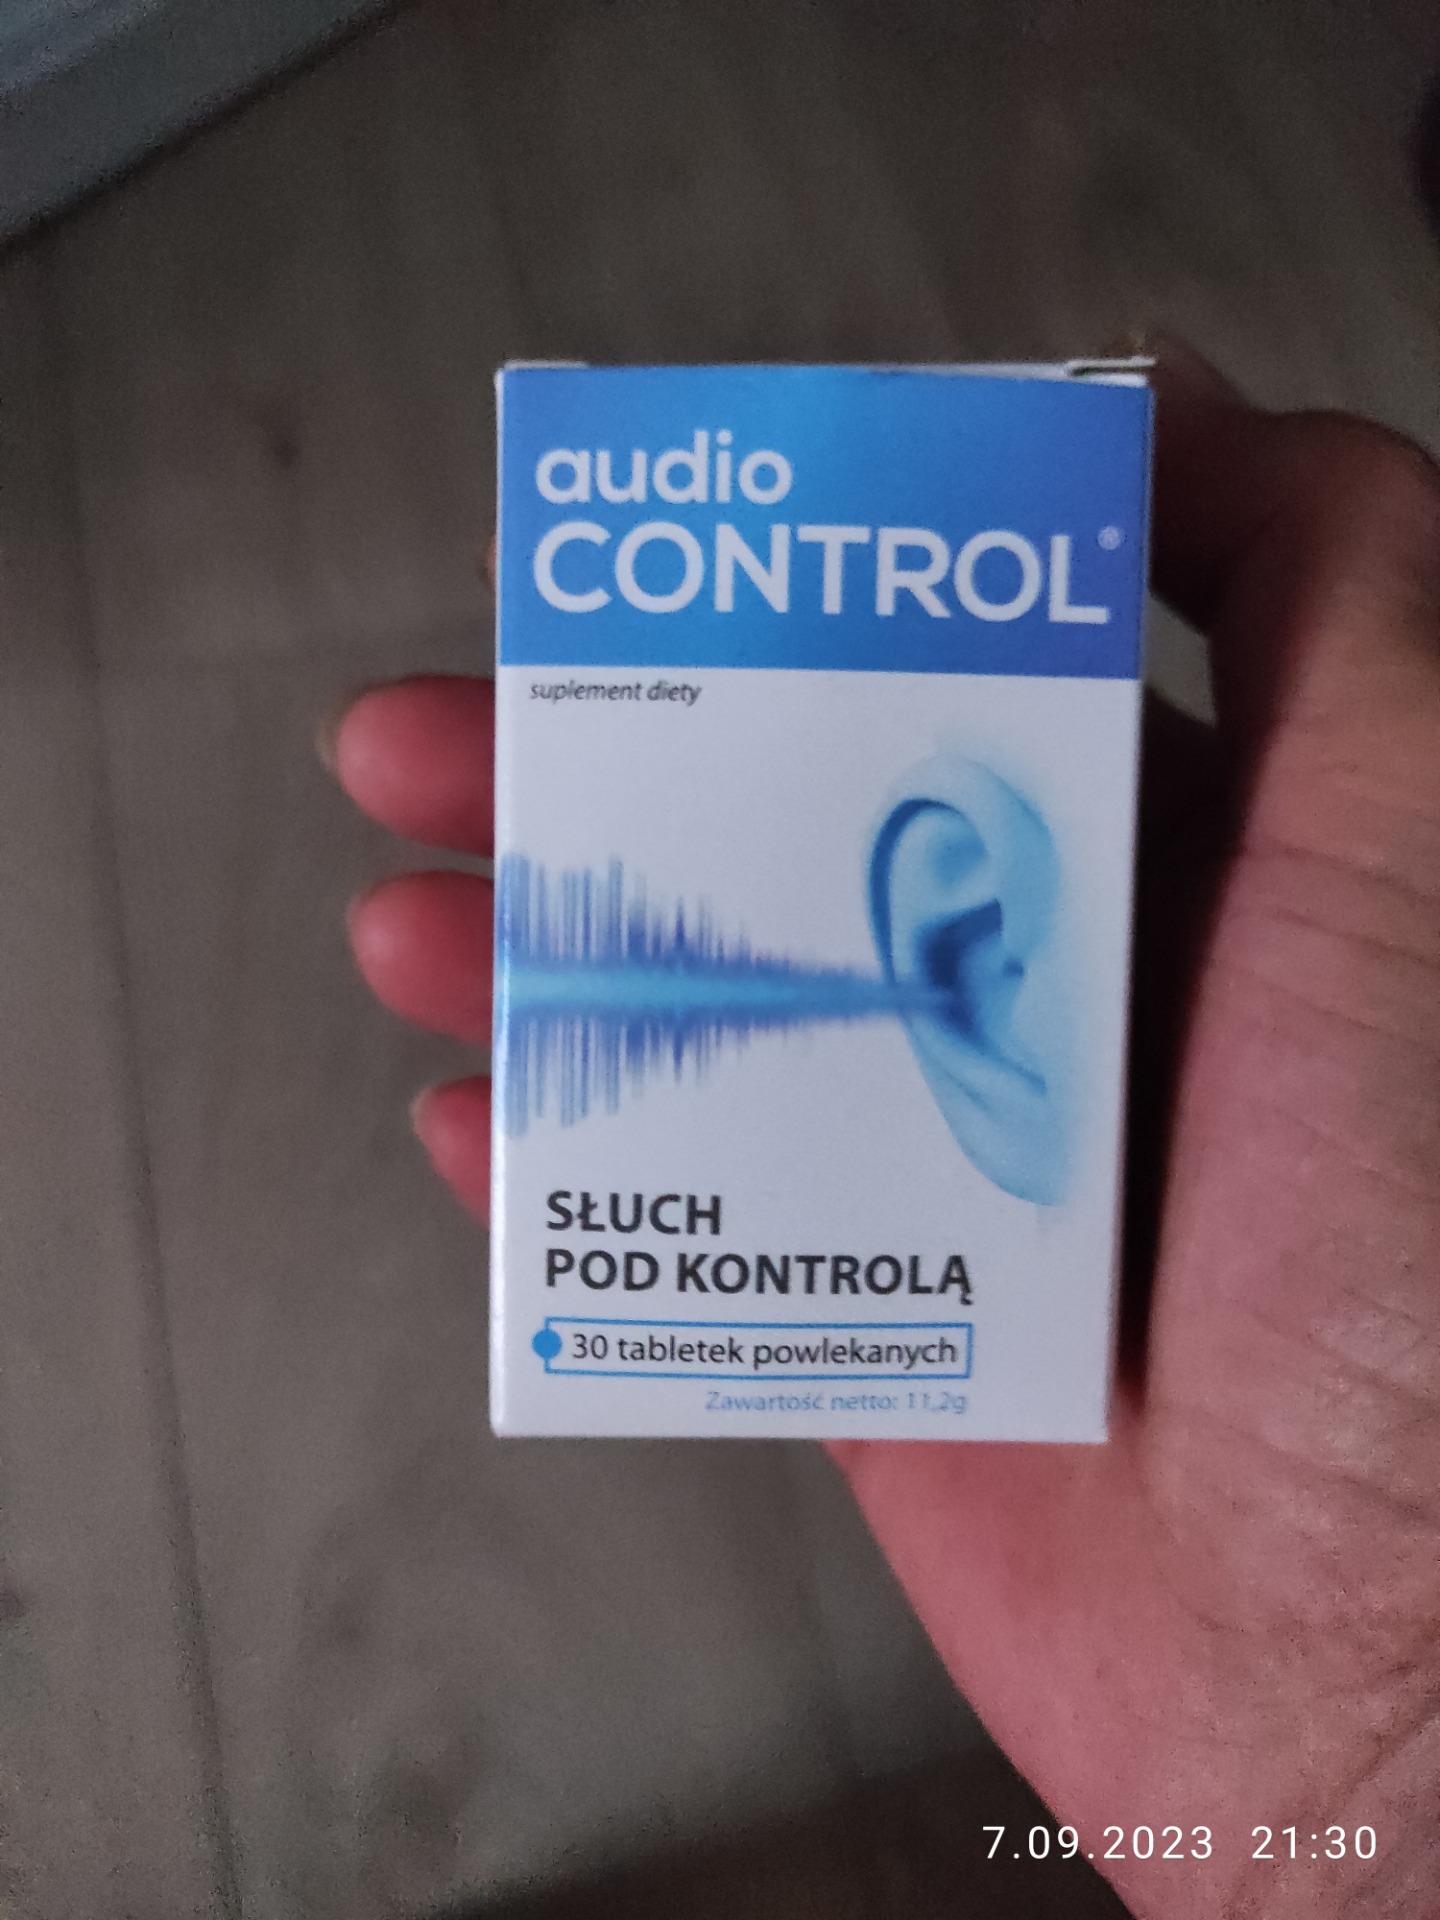 audio
CONTROL®
suplement diety
SŁUCH
POD KONTROLĄ
30 tabletek powlekanych
Zawartość netto: 11,2g
7.09.2023 21:30